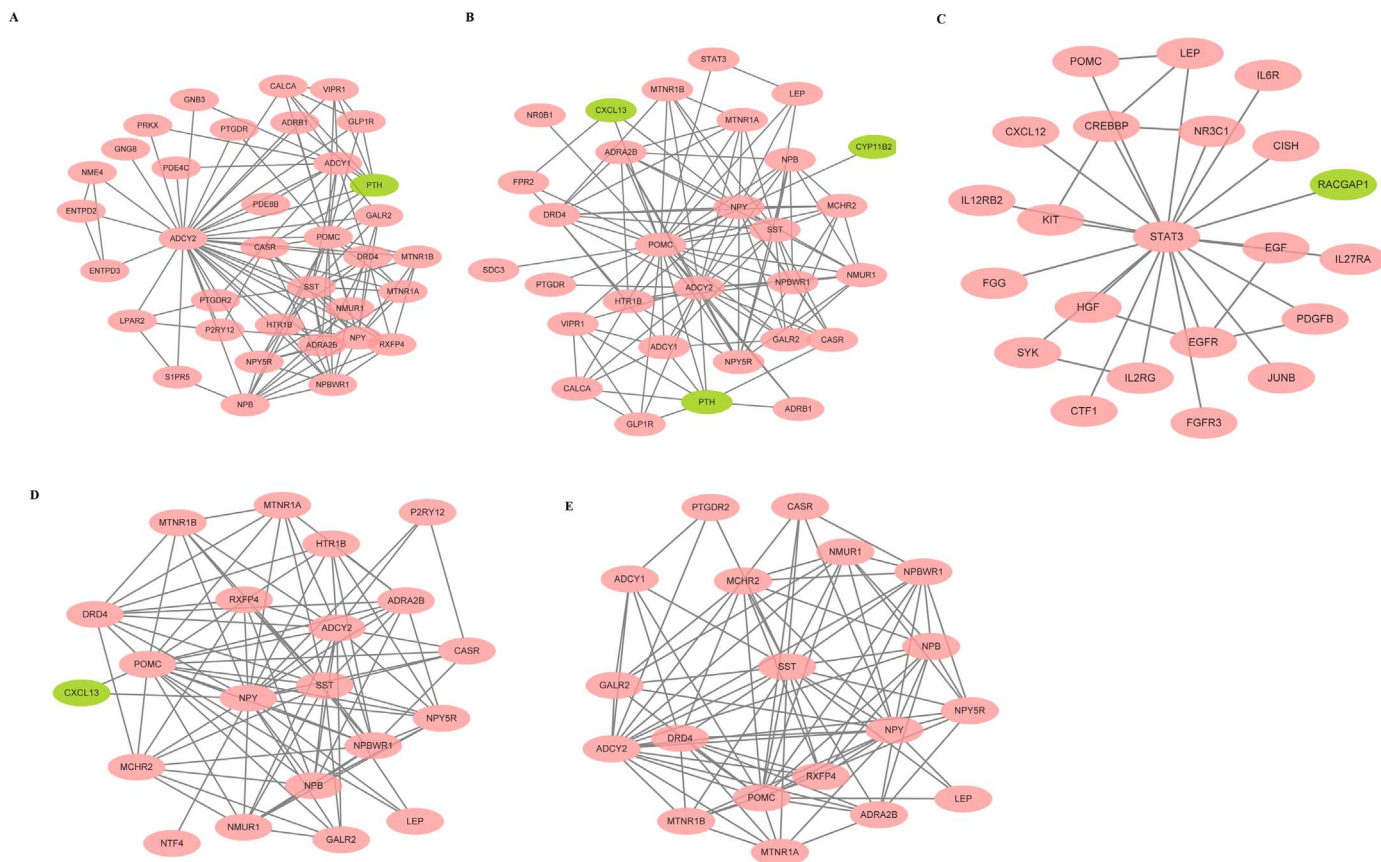 A
CALCA
VIPR1
GNB3
PRKX
PTGDR
ADRB1
GLP1R
GNG8
PDE4C
ADCY1
NME4
PTH
ENTPD2
PDE8B
GALR2
ADCY2
CASR
POMC
DRD4
MTNR1B
ENTPD3
SST
MTNR1A
PTGDR2
NMUR1
LPAR2
P2RY12
HTR1B
ADRA2B
NPY
RXFP4
NPY5R
S1PR5
NPBWR1
NPB
B
STAT3
MTNR1B
LEP
CXCL13
NR0B1
MTNR1A
CYP11B2
ADRA2B
NPB
FPR2
DRD4
NPY
MCHR2
SST
POMC
SDC3
NMUR1
PTGDR
ADCY2
NPBWR1
HTR1B
VIPR1
GALR2
CASR
ADCY1
NPY5R
CALCA
PTH
ADRB1
GLP1R
C
POMC
LEP
IL6R
CXCL12
CREBBP
NR3C1
CISH
RACGAP1
IL12RB2
KIT
STAT3
EGF
IL27RA
FGG
HGF
PDGFB
SYK
EGFR
IL2RG
JUNB
CTF1
FGFR3
D
MTNR1A
P2RY12
MTNR1B
HTR1B
RXFP4
ADRA2B
DRD4
ADCY2
POMC
CASR
CXCL13
NPY
SST
NPY5R
NPBWR1
MCHR2
NPB
LEP
NMUR1
GALR2
NTF4
E
PTGDR2
CASR
NMUR1
ADCY1
MCHR2
NPBWR1
NPB
SST
GALR2
NPY5R
DRD4
NPY
ADCY2
RXFP4
POMC
LEP
MTNR1B
ADRA2B
MTNR1A